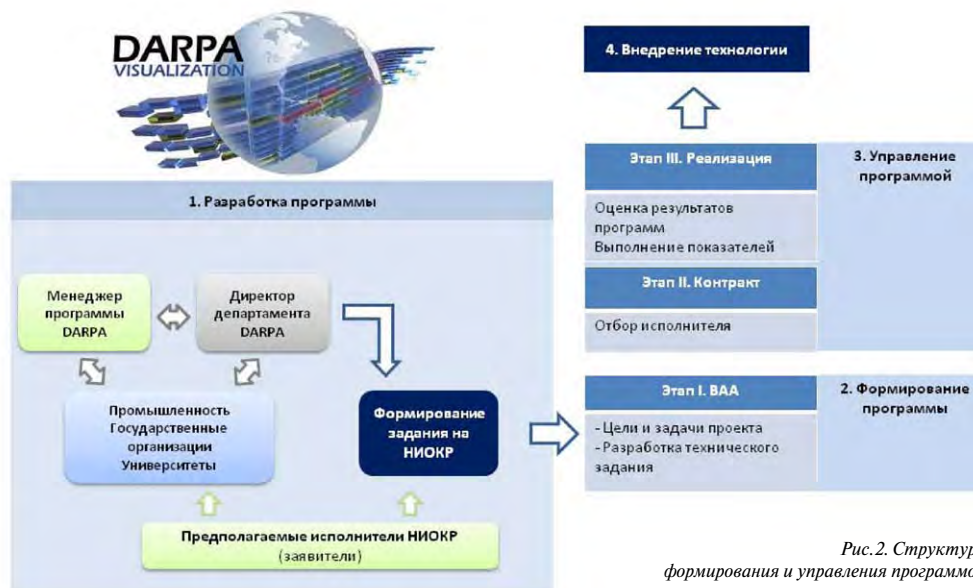 DARPA
VISUALIZATION
1. Разработка программы
Менеджер
программы
DARPA
Директор
департамента
DARPA
Промышленность
Государственные
организации
Университеты
Формирование
задания на
НИОКР
Предполагаемые исполнители НИОКР
(заявители)
4. Внедрение технологии
Этап III. Реализация
Оценка результатов
программ
Выполнение показателей
3. Управление
программой
Этап II. Контракт
Отбор исполнителя
Этап I. BAA
- Цели и задачи проекта
- Разработка технического
задания
2. Формирование
программы
Рис.2. Структур
формирования и управления программо